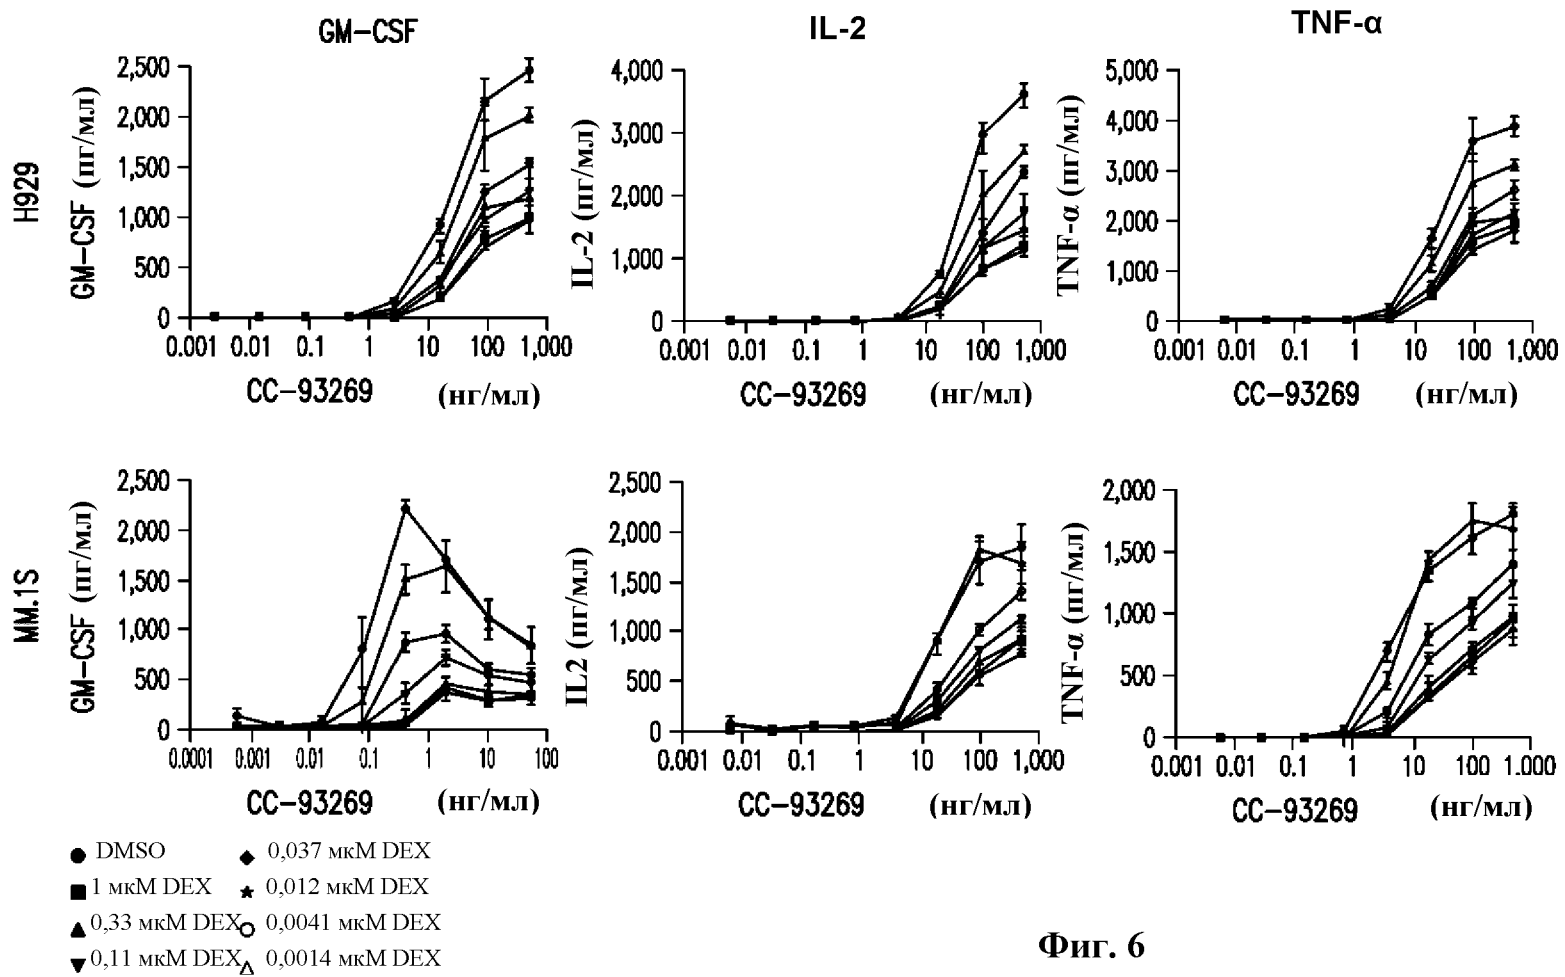 GM-CSF IL-2 TNF-α
H929
GM-CSF (пг/мл)
2,500
2,000
1,500
1,000
500
0
0.001 0.01 0.1 1 10 100 1,000
CC-93269 (нг/мл)
IL-2 (пг/мл)
4,000
3,000
2,000
1,000
0
0.001 0.01 0.1 1 10 100 1,000
CC-93269 (нг/мл)
TNF-α (пг/мл)
5,000
4,000
3,000
2,000
1,000
0
0.001 0.01 0.1 1 10 100 1,000
CC-93269 (нг/мл)
MM.1S
GM-CSF (пг/мл)
2,500
2,000
1,500
1,000
500
0
0.0001 0.001 0.01 0.1 1 10 100
CC-93269 (нг/мл)
IL2 (пг/мл)
2,500
2,000
1,500
1,000
500
0
0.001 0.01 0.1 1 10 100 1,000
CC-93269 (нг/мл)
TNF-α (пг/мл)
2,000
1,500
1,000
500
0
0.001 0.01 0.1 1 10 100 1.000
CC-93269 (нг/мл)
DMSO 0,037 мкМ DEX
1 мкМ DEX 0,012 мкМ DEX
0,33 мкМ DEX 0,0041 мкМ DEX
0,11 мкМ DEX 0,0014 мкМ DEX
Фиг. 6